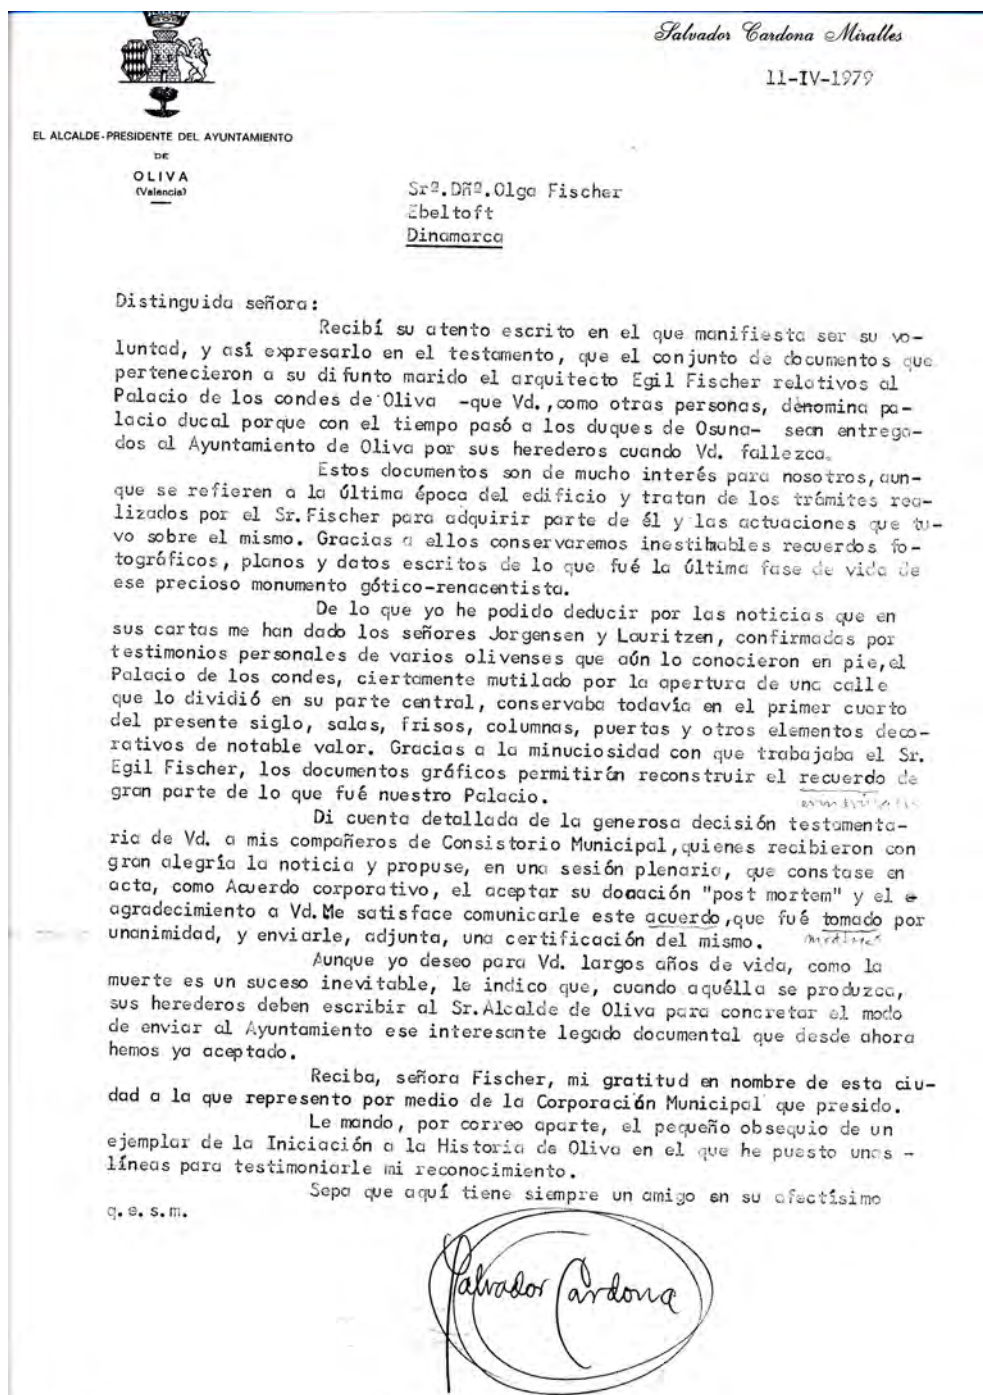 Salvador Cardona Miralles
11-IV-1979
EL ALCALDE-PRESIDENTE DEL AYUNTAMIENTO
DE
OLIVA
(Valencia)
Srª.Dñª.Olga Fischer
Ebeltoft
Dinamarca
Distinguida señora:
Recibí su atento escrito en el que manifiesta ser su vo-
luntad, y así expresarlo en el testamento, que el conjunto de documentos que
pertenecieron a su difunto marido el arquitecto Egil Fischer relativos al
Palacio de los condes de Oliva -que Vd.,como otras personas, denomina pa-
lacio ducal porque con el tiempo pasó a los duques de Osuna- sean entrega-
dos al Ayuntamiento de Oliva por sus herederos cuando Vd. fallezca.
Estos documentos son de mucho interés para nosotros,aun-
que se refieren a la última época del edificio y tratan de los trámites rea-
lizados por el Sr.Fischer para adquirir parte de él y las actuaciones que tu-
vo sobre el mismo. Gracias a ellos conservaremos inestimables recuerdos fo-
tográficos, planos y datos escritos de lo que fué la última fase de vida de
ese precioso monumento gótico-renacentista.
De lo que yo he podido deducir por las noticias que en
sus cartas me han dado los señores Jorgensen y Lauritzen, confirmadas por
testimonios personales de varios olivenses que aún lo conocieron en pie,el
Palacio de los condes, ciertamente mutilado por la apertura de una calle
que lo dividió en su parte central, conservaba todavía en el primer cuarto
del presente siglo, salas, frisos, columnas, puertas y otros elementos deco-
rativos de notable valor. Gracias a la minuciosidad con que trabajaba el Sr.
Egil Fischer, los documentos gráficos permitirán reconstruir el recuerdo de
gran parte de lo que fué nuestro Palacio.
Di cuenta detallada de la generosa decisión testamenta-
ria de Vd. a mis compañeros de Consistorio Municipal,quienes recibieron con
gran alegría la noticia y propuse, en una sesión plenaria, que constase en
acta, como Acuerdo corporativo, el aceptar su donación "post mortem" y el
agradecimiento a Vd.Me satisface comunicarle este acuerdo,que fué tomado por
unanimidad, y enviarle, adjunta, una certificación del mismo.
Aunque yo deseo para Vd. largos años de vida, como la
muerte es un suceso inevitable, le indico que, cuando aquélla se produzca,
sus herederos deben escribir al Sr.Alcalde de Oliva para concretar el modo
de enviar al Ayuntamiento ese interesante legado documental que desde ahora
hemos ya aceptado.
Reciba, señora Fischer, mi gratitud en nombre de esta ciu-
dad a la que represento por medio de la Corporación Municipal que presido.
Le mando, por correo aparte, el pequeño obsequio de un
ejemplar de la Iniciación a la Historia de Oliva en el que he puesto unas -
líneas para testimoniarle mi reconocimiento.
Sepa que aquí tiene siempre un amigo en su afectísimo
q.e.s.m.
Salvador Cardona